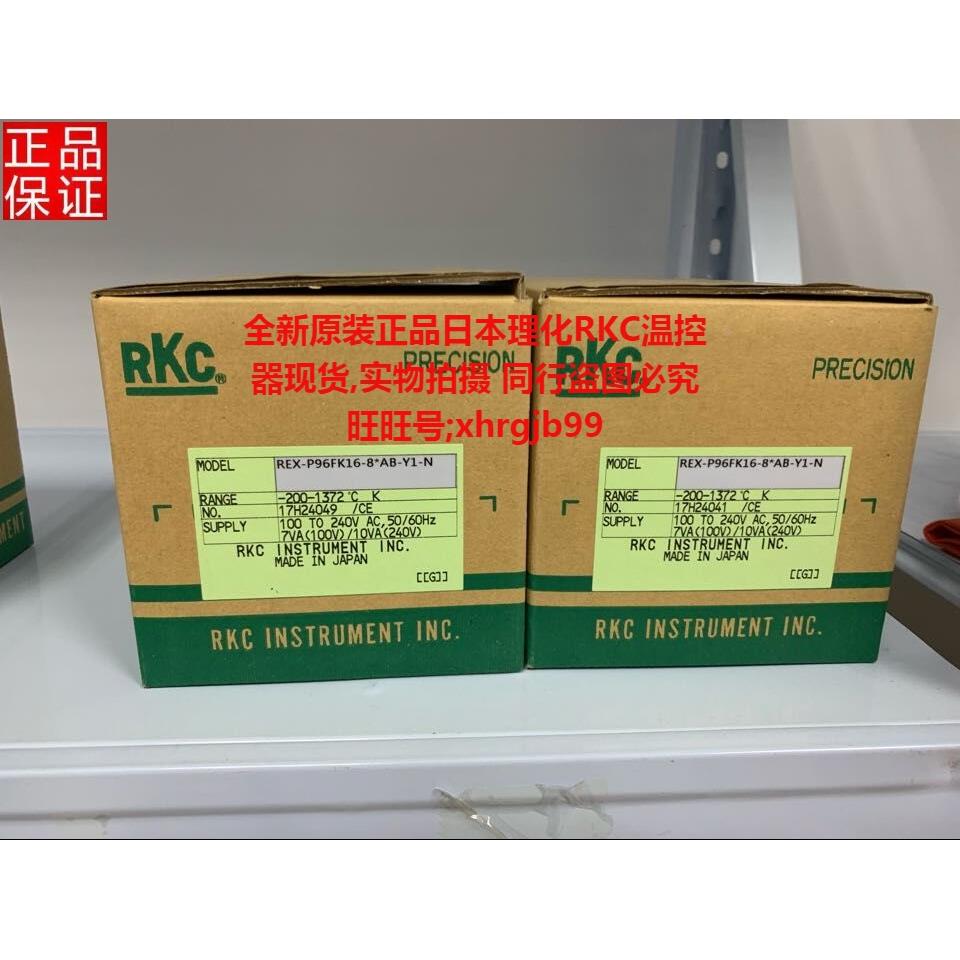 正品
保证
全新原装正品日本理化RKC温控
器现货,实物拍摄 同行盗图必究
旺旺号;xhrgjb99
RKC®
PRECISION
MODEL REX-P96FK16-8*AB-Y1-N
RANGE -200-1372 ℃ K
NO. 17H24049 /CE
SUPPLY 100 TO 240V AC,50/60Hz
7VA(100V)/10VA(240V)
RKC INSTRUMENT INC.
MADE IN JAPAN
[[G]]
RKC INSTRUMENT INC.
RKC
PRECISION
MODEL REX-P96FK16-8*AB-Y1-N
RANGE -200-1372 ℃ K
NO. 17H24041 /CE
SUPPLY 100 TO 240V AC,50/60Hz
7VA(100V)/10VA(240V)
RKC INSTRUMENT INC.
MADE IN JAPAN
[[G]]
RKC INSTRUMENT INC.